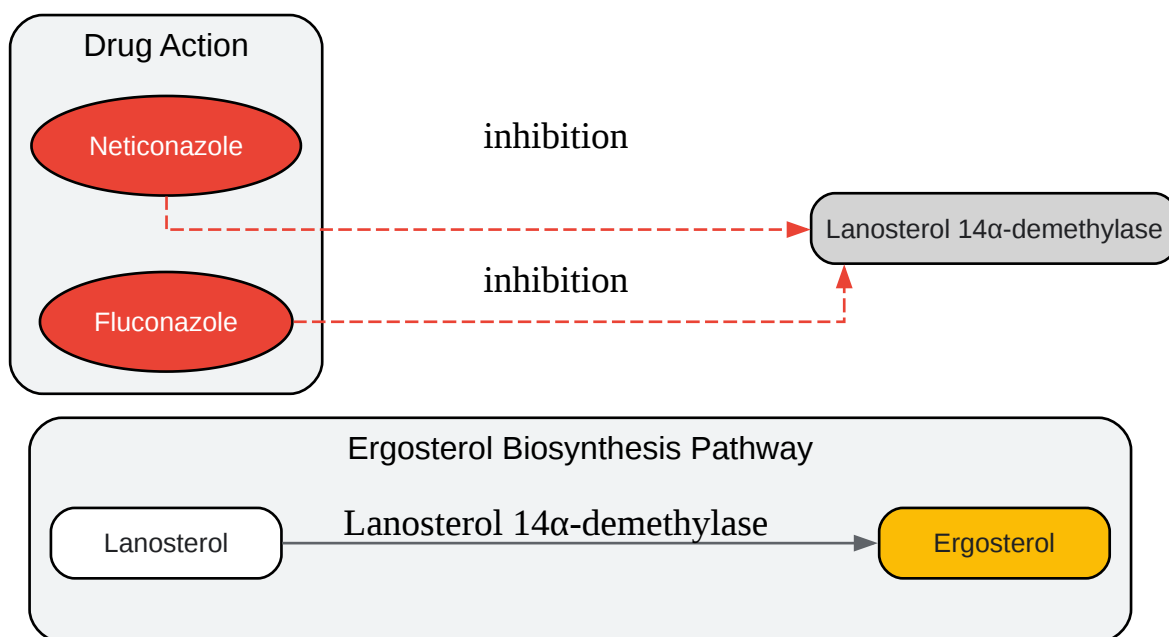 Drug Action
Neticonazole
inhibition
Lanosterol 14α-demethylase
inhibition
Fluconazole
Ergosterol Biosynthesis Pathway
Lanosterol 14α-demethylase
Lanosterol
Ergosterol